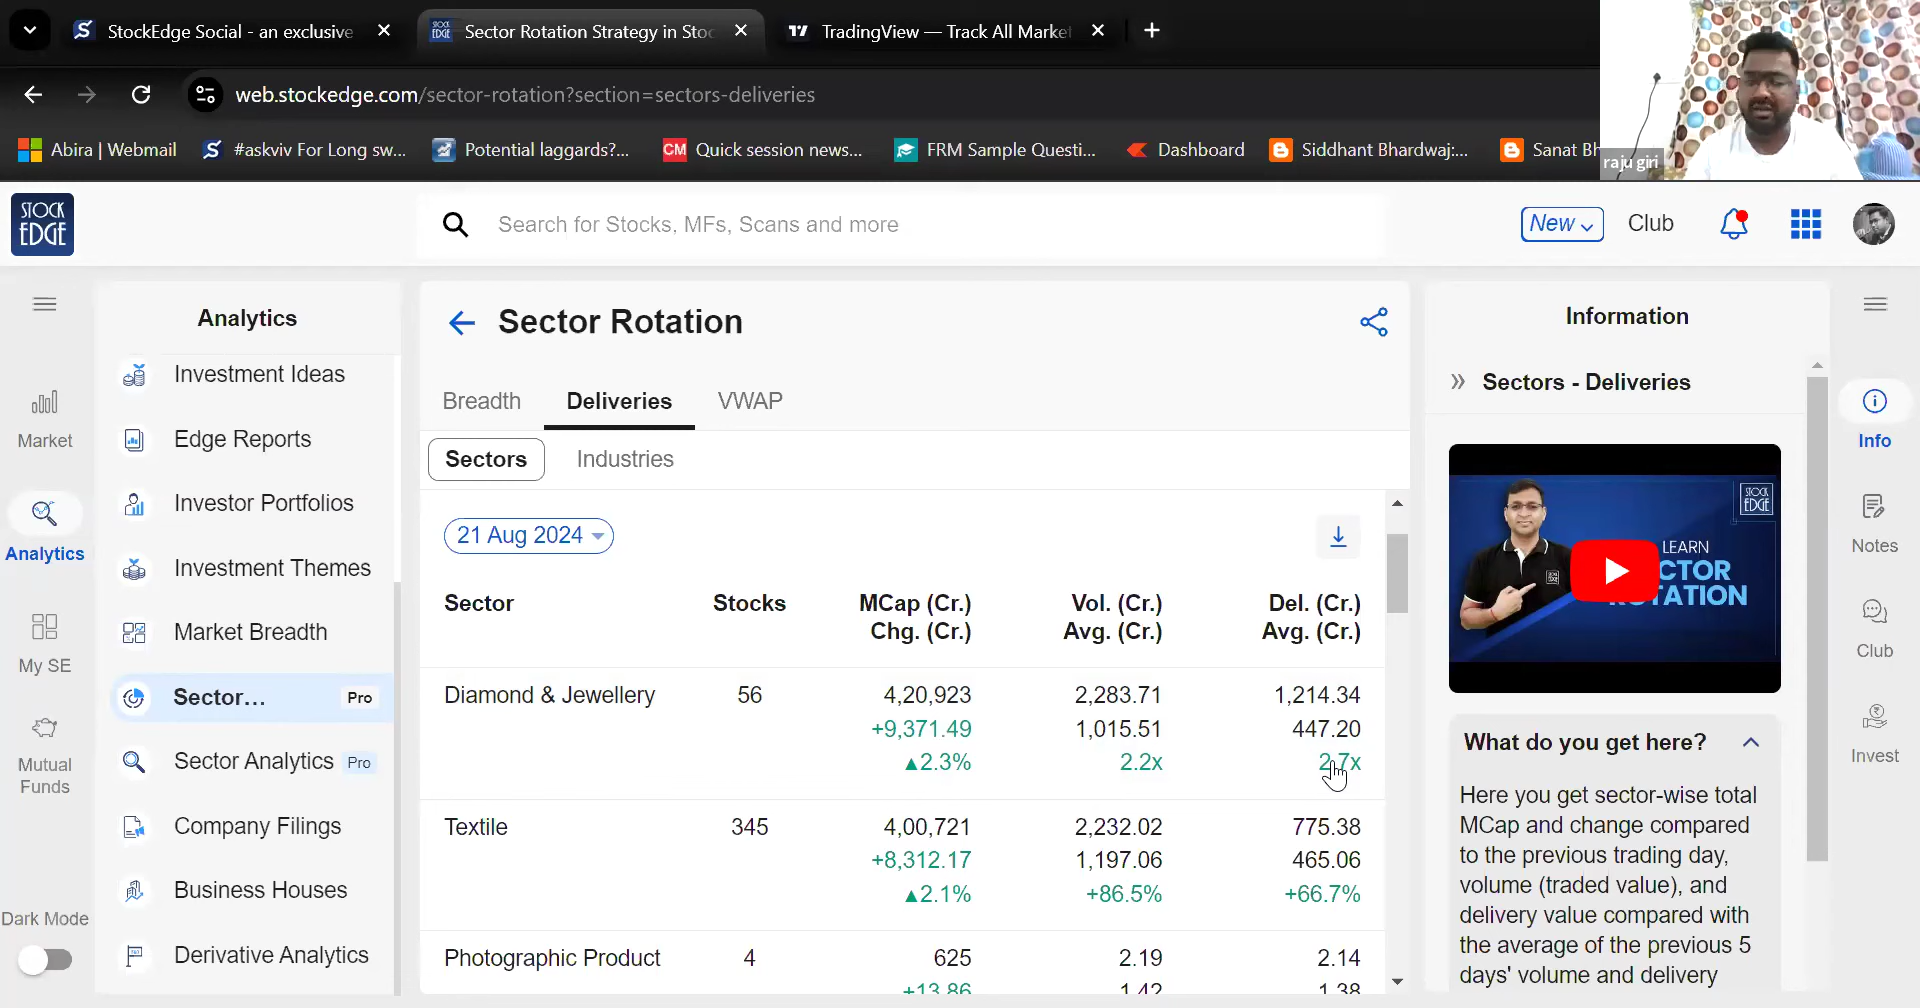 StockEdge Social - an exclusive
Sector Rotation Strategy in Stoc
TradingView — Track All Market
web.stockedge.com/sector-rotation?section=sectors-deliveries
Abira | Webmail
#askviv For Long sw...
Potential laggards?...
CM
Quick session news...
FRM Sample Questi...
Dashboard
Siddhant Bhardwaj:...
Sanat Bh
raju giri
STOCK
EDGE
Search for Stocks, MFs, Scans and more
New
Club
Market
Analytics
My SE
Mutual
Funds
Dark Mode
Analytics
Investment Ideas
Edge Reports
Investor Portfolios
Investment Themes
Market Breadth
Sector...
Pro
Sector Analytics
Pro
Company Filings
Business Houses
Derivative Analytics
Sector Rotation
Breadth
Deliveries
VWAP
Sectors
Industries
21 Aug 2024
Sector
Stocks
MCap (Cr.)
Chg. (Cr.)
Vol. (Cr.)
Avg. (Cr.)
Del. (Cr.)
Avg. (Cr.)
Diamond & Jewellery
56
4,20,923
2,283.71
1,214.34
+9,371.49
1,015.51
447.20
▲2.3%
2.2x
2.7x
Textile
345
4,00,721
2,232.02
775.38
+8,312.17
1,197.06
465.06
▲2.1%
+86.5%
+66.7%
Photographic Product
4
625
2.19
2.14
+13.86
1.42
1.38
Information
Sectors - Deliveries
STOCK
EDGE
LEARN
CTOR
ROTATION
What do you get here?
Here you get sector-wise total
MCap and change compared
to the previous trading day,
volume (traded value), and
delivery value compared with
the average of the previous 5
days' volume and delivery
Info
Notes
Club
Invest